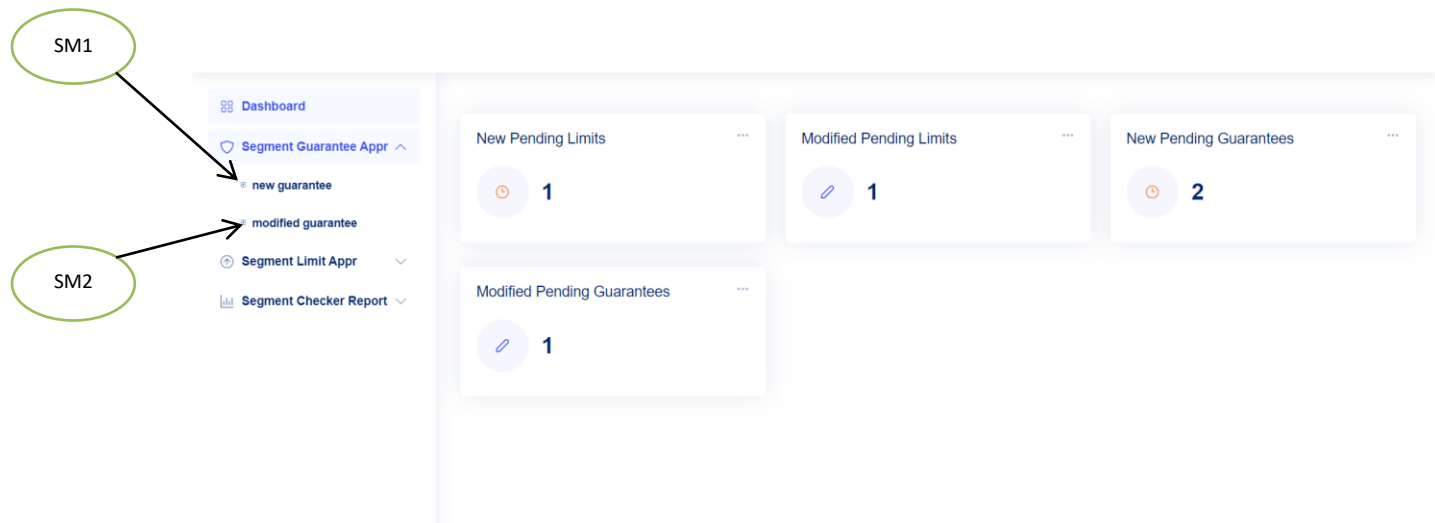 SM1
Dashboard
Segment Guarantee Appr
new guarantee
modified guarantee
Segment Limit Appr
Segment Checker Report
SM2
New Pending Limits
1
Modified Pending Limits
1
New Pending Guarantees
2
Modified Pending Guarantees
1